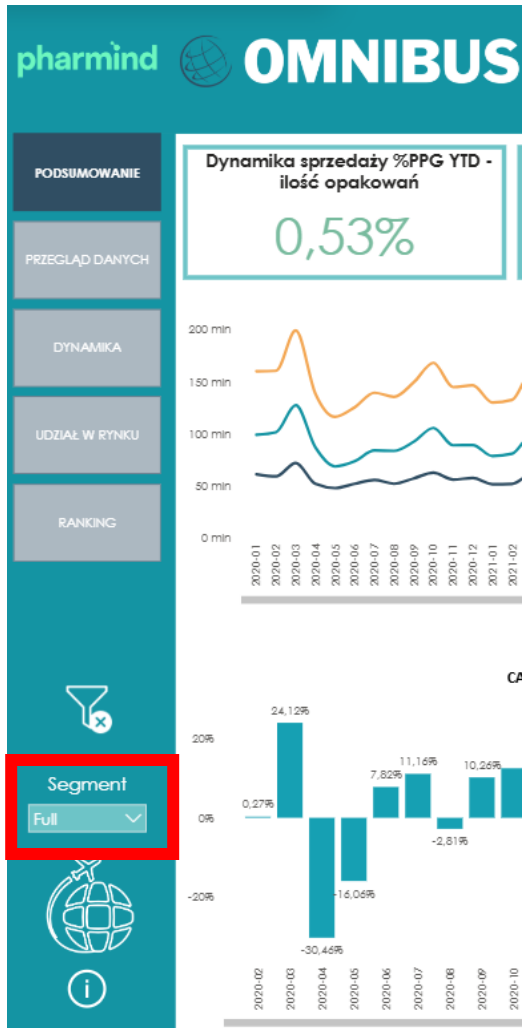 pharmind OMNIBUS
PODSUMOWANIE
PRZEGLĄD DANYCH
DYNAMIKA
UDZIAŁ W RYNKU
RANKING
Segment
Full
i
Dynamika sprzedaży %PPG YTD -
ilość opakowań
0,53%
200 mln
150 mln
100 mln
50 mln
0 mln
2020-01
2020-02
2020-03
2020-04
2020-05
2020-06
2020-07
2020-08
2020-09
2020-10
2020-11
2020-12
2021-01
2021-02
CA
20%
0%
-20%
0,27%
24,12%
-30,46%
-16,06%
7,82%
11,16%
-2,81%
10,26%
2020-02
2020-03
2020-04
2020-05
2020-06
2020-07
2020-08
2020-09
2020-10